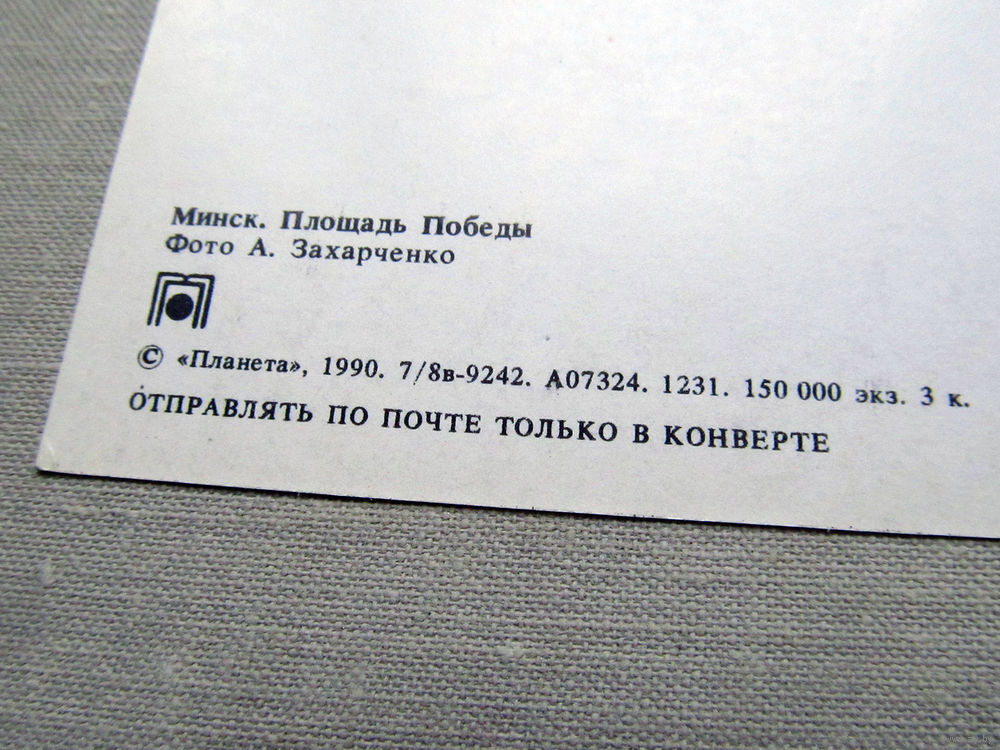 Минск. Площадь Победы
Фото А. Захарченко
© «Планета», 1990. 7/8в-9242. А07324. 1231. 150 000 экз. 3 к.
ОТПРАВЛЯТЬ ПО ПОЧТЕ ТОЛЬКО В КОНВЕРТЕ